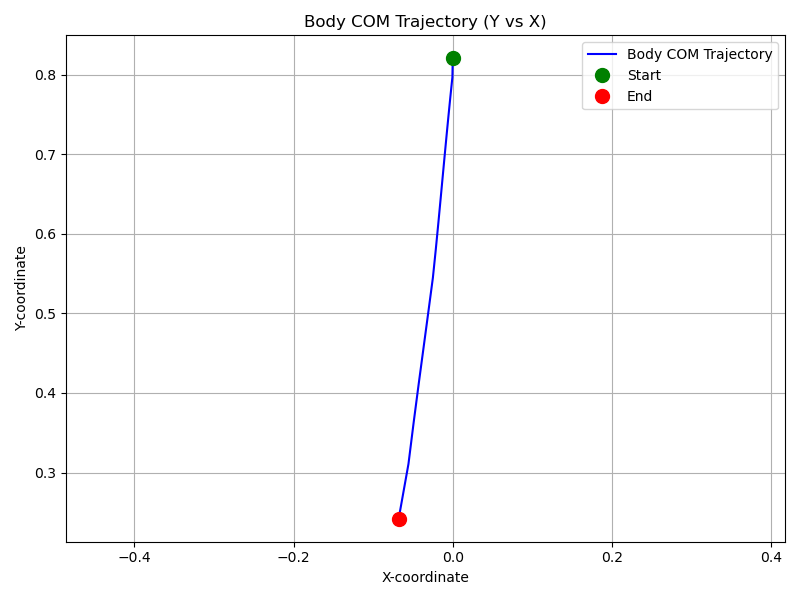 Body COM Trajectory (Y vs X)
Body COM Trajectory
Start
End
0.8
0.7
0.6
0.5
0.4
0.3
Y-coordinate
−0.4
−0.2
0.0
0.2
0.4
X-coordinate